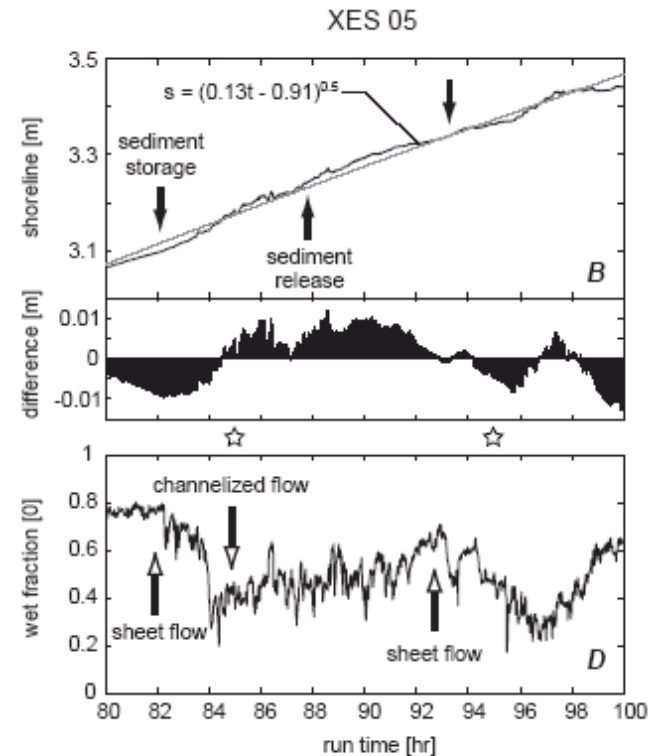 XES 05
3.5
3.3
3.1
shoreline [m]
s = (0.13t - 0.91)^0.5
sediment
storage
sediment
release
B
0.01
0
-0.01
difference [m]
☆ ☆
1
0.8
0.6
0.4
0.2
0
wet fraction [0]
channelized flow
sheet flow
sheet flow
D
80 82 84 86 88 90 92 94 96 98 100
run time [hr]